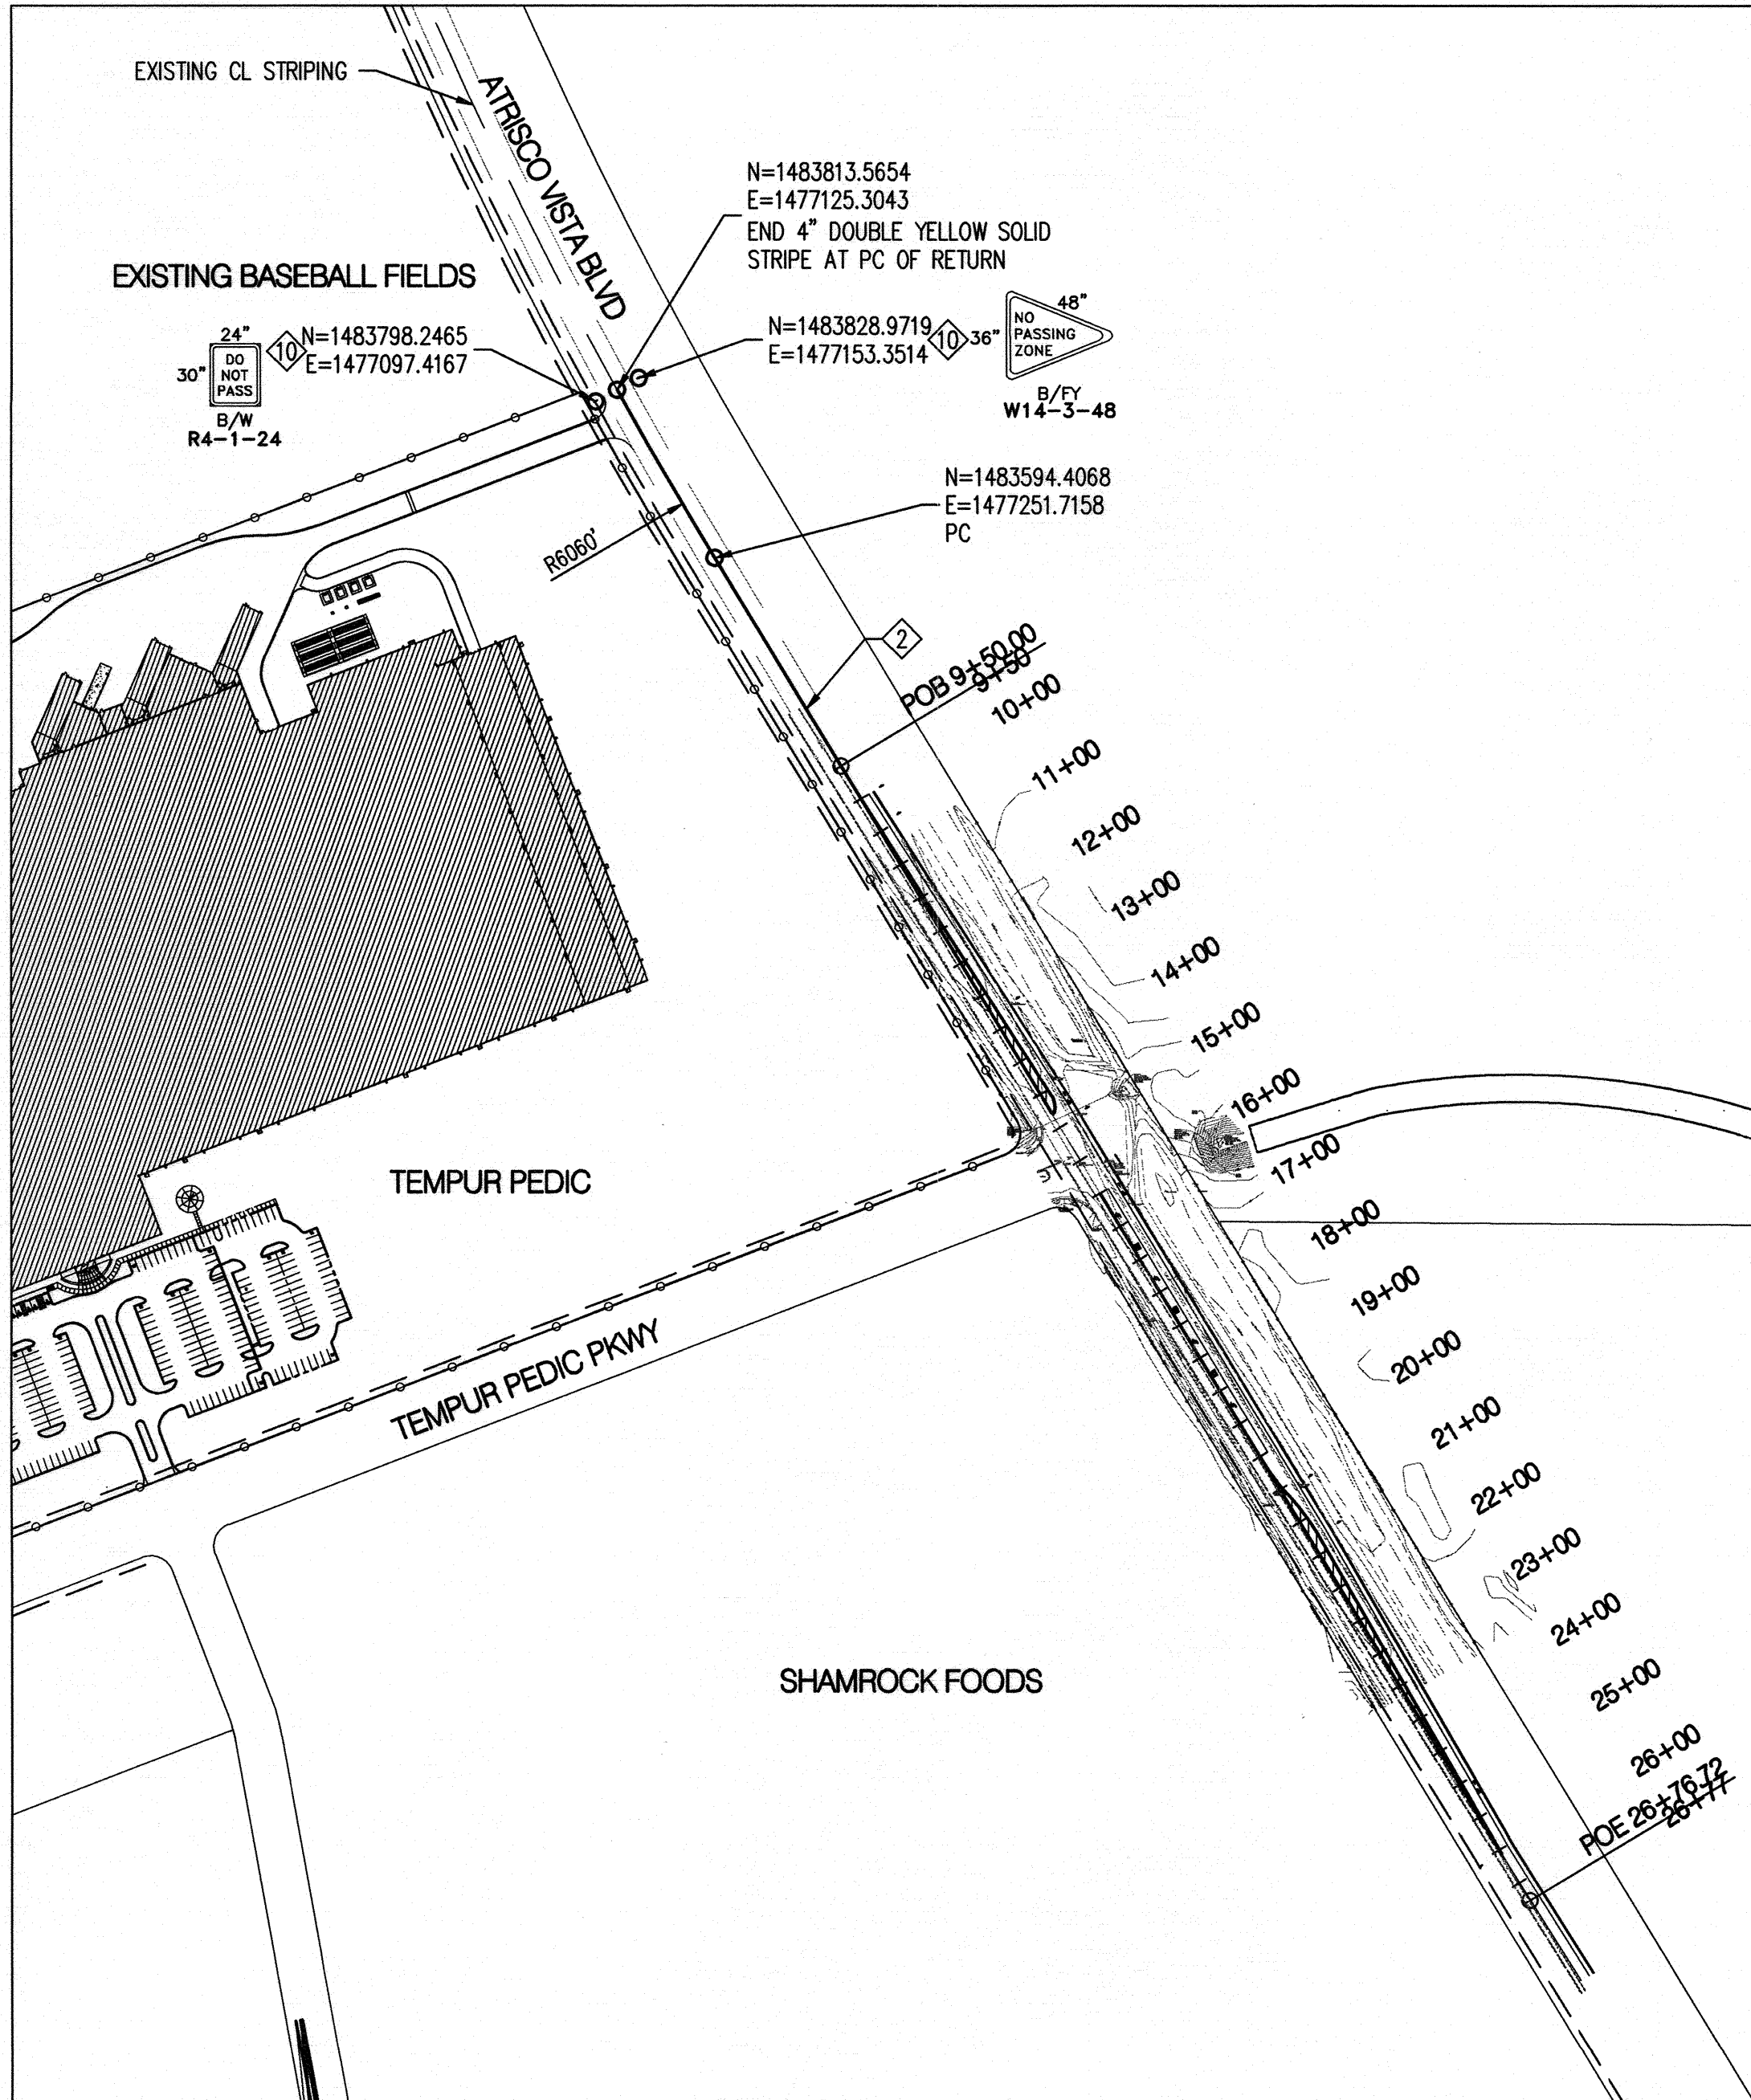 EXISTING CL STRIPING
ATRISCO VISTA BLVD
N=1483813.5654
E=1477125.3043
END 4" DOUBLE YELLOW SOLID
STRIPE AT PC OF RETURN
EXISTING BASEBALL FIELDS
24"
30"
DO
NOT
PASS
B/W
R4-1-24
10
N=1483798.2465
E=1477097.4167
N=1483828.9719
E=1477153.3514
10
36"
48"
NO
PASSING
ZONE
B/FY
W14-3-48
N=1483594.4068
E=1477251.7158
PC
R6060'
2
POB 9+50.00
9+50
10+00
11+00
12+00
13+00
14+00
15+00
16+00
17+00
18+00
19+00
20+00
21+00
22+00
23+00
24+00
25+00
26+00
POE 26+76.72
26+77
TEMPUR PEDIC
TEMPUR PEDIC PKWY
SHAMROCK FOODS